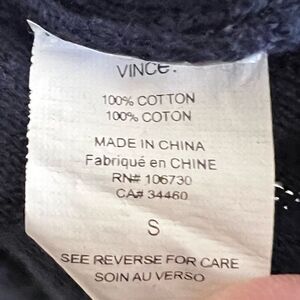 VINCE.
100% COTTON
100% COTON
MADE IN CHINA
Fabriqué en CHINE
RN# 106730
CA# 34460
S
SEE REVERSE FOR CARE
SOIN AU VERSO